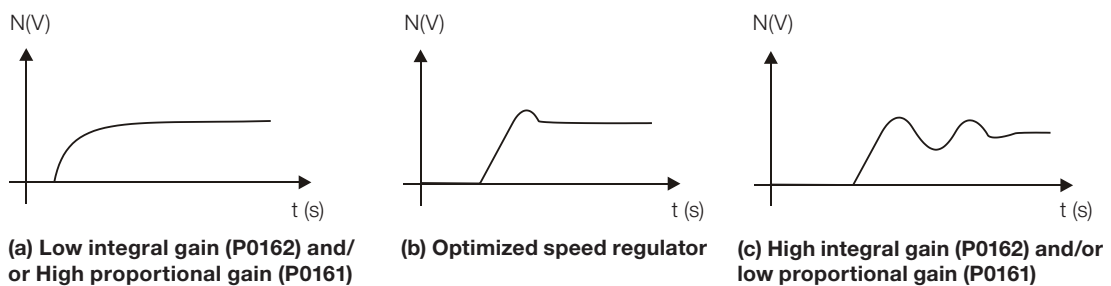 N(V)
t (s)
(a) Low integral gain (P0162) and/
or High proportional gain (P0161)
N(V)
t (s)
(b) Optimized speed regulator
N(V)
t (s)
(c) High integral gain (P0162) and/or
low proportional gain (P0161)